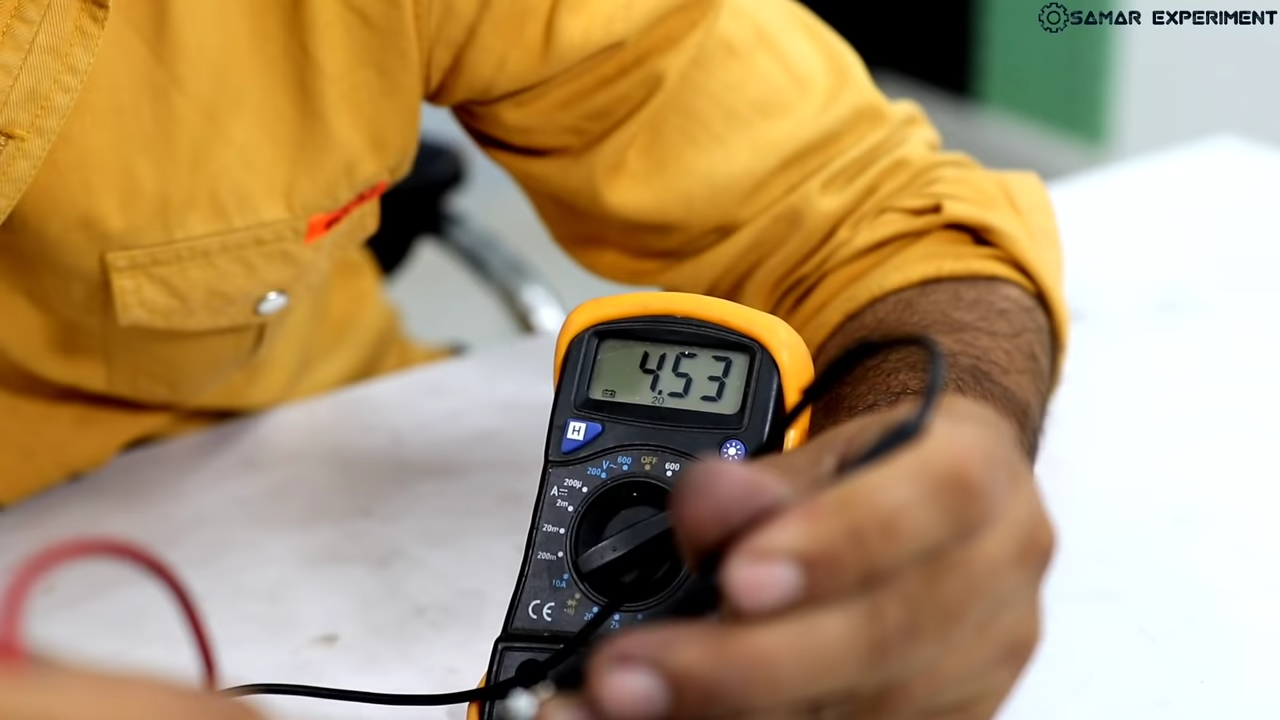 SAMAR EXPERIMENT
4.53
20
H
V~ 600 OFF 600
200
200µ
A
2m
20m
200m
10A
CE